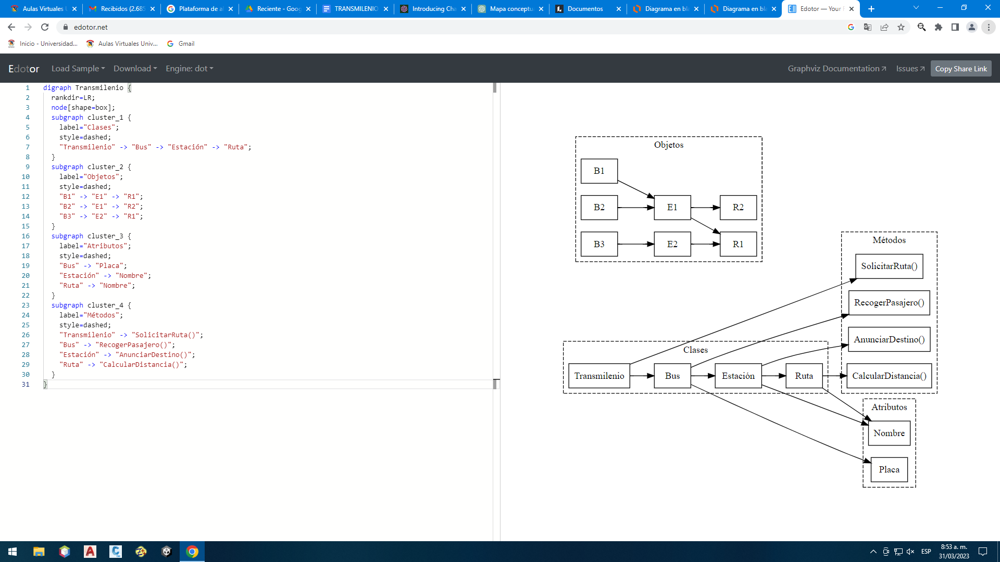 Aulas Virtuales U
Recibidos (2.685
Plataforma de a
Reciente - Goog
TRANSMILENIO
Introducing Cha
Mapa conceptu
Documentos
Diagrama en bla
Diagrama en bla
Edotor — Your F
edotor.net
Inicio - Universidad...
Aulas Virtuales Univ...
Gmail
Edotor
Load Sample
Download
Engine: dot
Graphviz Documentation
Issues
Copy Share Link
1 digraph Transmilenio {
2 rankdir=LR;
3 node[shape=box];
4 subgraph cluster_1 {
5 label="Clases";
6 style=dashed;
7 "Transmilenio" -> "Bus" -> "Estación" -> "Ruta";
8 }
9 subgraph cluster_2 {
10 label="Objetos";
11 style=dashed;
12 "B1" -> "E1" -> "R1";
13 "B2" -> "E1" -> "R2";
14 "B3" -> "E2" -> "R1";
15 }
16 subgraph cluster_3 {
17 label="Atributos";
18 style=dashed;
19 "Bus" -> "Placa";
20 "Estación" -> "Nombre";
21 "Ruta" -> "Nombre";
22 }
23 subgraph cluster_4 {
24 label="Métodos";
25 style=dashed;
26 "Transmilenio" -> "SolicitarRuta()";
27 "Bus" -> "RecogerPasajero()";
28 "Estación" -> "AnunciarDestino()";
29 "Ruta" -> "CalcularDistancia()";
30 }
31 }
Objetos
B1
B2
E1
R2
B3
E2
R1
Métodos
SolicitarRuta()
RecogerPasajero()
AnunciarDestino()
Clases
Transmilenio
Bus
Estación
Ruta
CalcularDistancia()
Atributos
Nombre
Placa
ESP
8:53 a. m.
31/03/2023